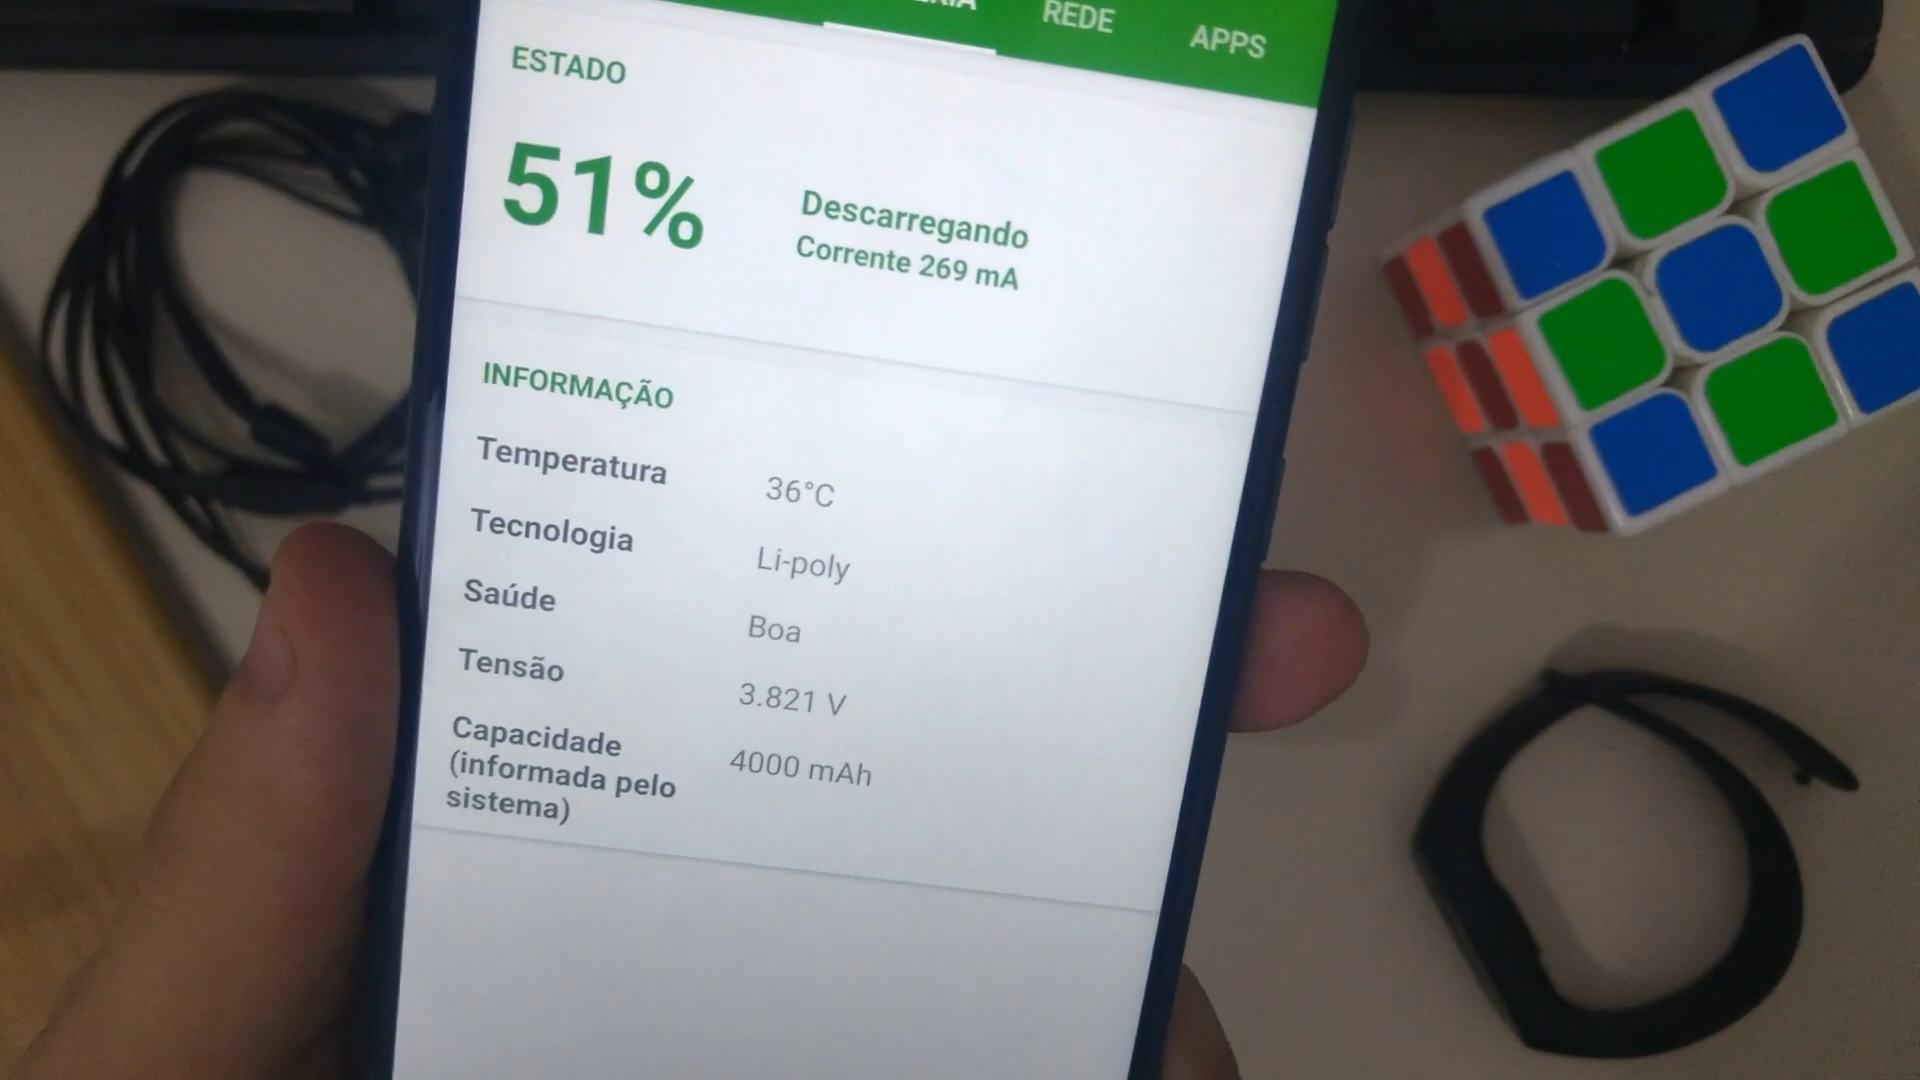 REDE
APPS
ESTADO
51%
Descarregando
Corrente 269 mA
INFORMAÇÃO
Temperatura 36°C
Tecnologia Li-poly
Saúde Boa
Tensão 3.821 V
Capacidade 4000 mAh
(informada pelo
sistema)